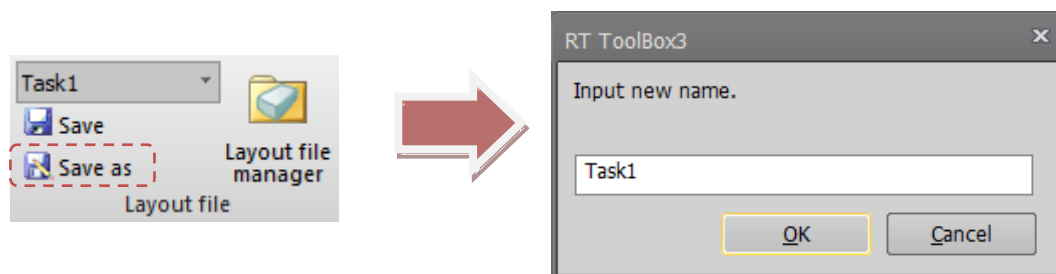 Task1
Save
Save as
Layout file
manager
Layout file
RT ToolBox3
Input new name.
Task1
OK
Cancel